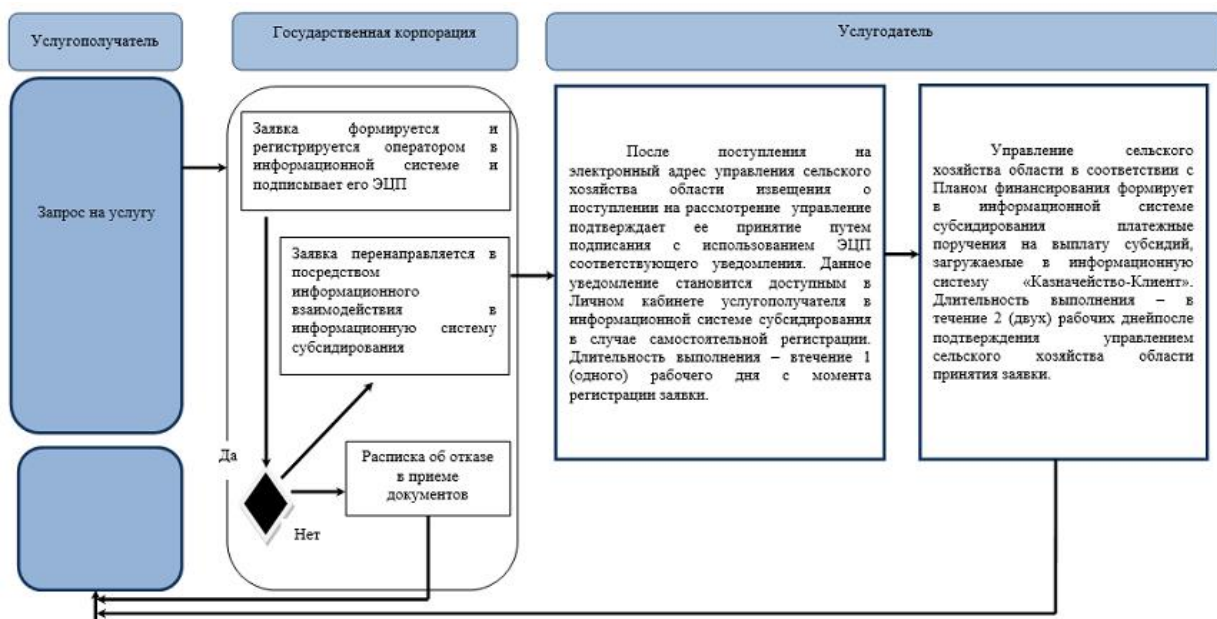 Услугополучатель
Государственная корпорация
Услугодатель
Запрос на услугу
Заявка формируется и
регистрируется оператором в
информационной системе и
подписывает его ЭЦП
Заявка перенаправляется в
посредством
информационного
взаимодействия в
информационную систему
субсидирования
Да
Расписка об отказе
в приеме
документов
Нет
После поступления на
электронный адрес управления сельского
хозяйства области извещения о
поступлении на рассмотрение управление
подтверждает ее принятие путем
подписания с использованием ЭЦП
соответствующего уведомления. Данное
уведомление становится доступным в
Личном кабинете услугополучателя в
информационной системе субсидирования
в случае самостоятельной регистрации.
Длительность выполнения – втечение 1
(одного) рабочего дня с момента
регистрации заявки.
Управление сельского
хозяйства области в соответствии с
Планом финансирования формирует
в информационной системе
субсидирования платежные
поручения на выплату субсидий,
загружаемые в информационную
систему «Казначейство-Клиент».
Длительность выполнения – в
течение 2 (двух) рабочих днейпосле
подтверждения управлением
сельского хозяйства области
принятия заявки.